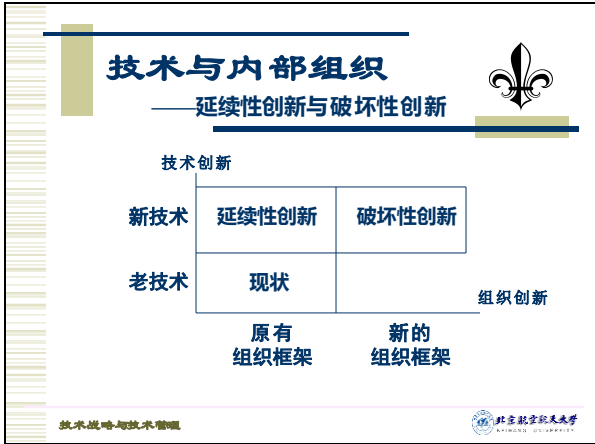 技术与内部组织
——延续性创新与破坏性创新
技术创新
新技术 延续性创新 破坏性创新
老技术 现状
组织创新
原有 新的
组织框架 组织框架
技术战略与技术管理
北京航空航天大学
BEIHANG UNIVERSITY